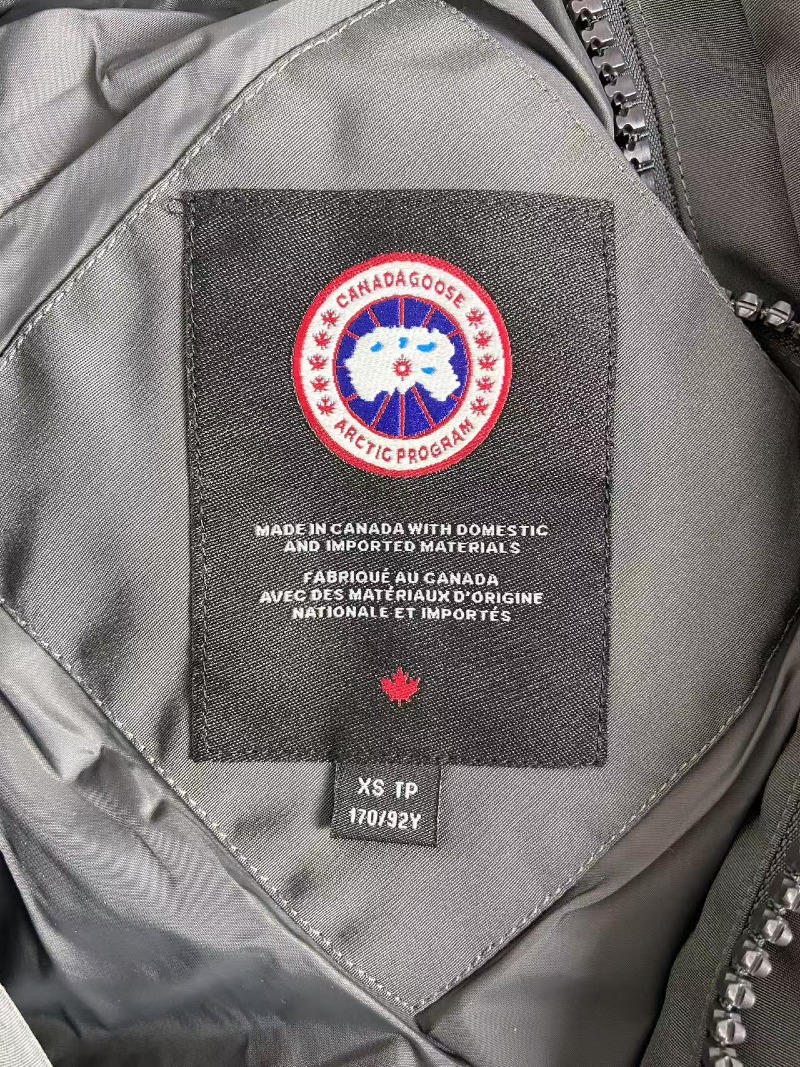 CANADA GOOSE
ARCTIC PROGRAM
MADE IN CANADA WITH DOMESTIC
AND IMPORTED MATERIALS
FABRIQUÉ AU CANADA
AVEC DES MATÉRIAUX D'ORIGINE
NATIONALE ET IMPORTÉS
XS TP
170/92Y